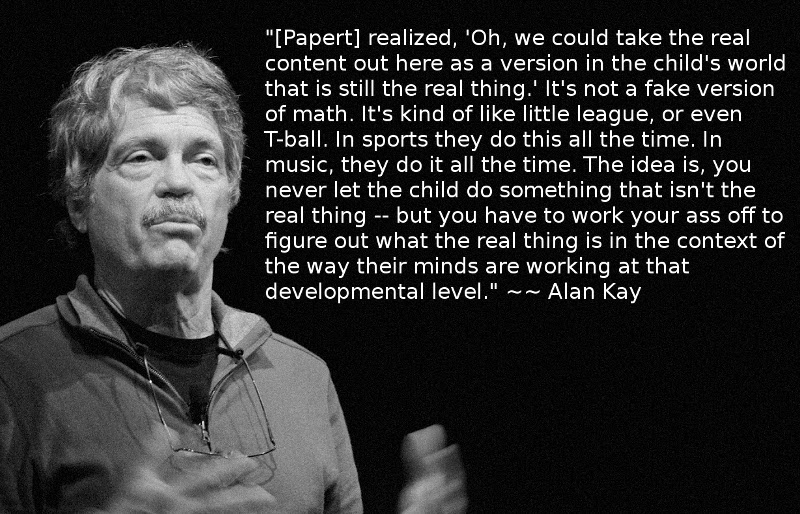 "[Papert] realized, 'Oh, we could take the real
content out here as a version in the child's world
that is still the real thing.' It's not a fake version
of math. It's kind of like little league, or even
T-ball. In sports they do this all the time. In
music, they do it all the time. The idea is, you
never let the child do something that isn't the
real thing -- but you have to work your ass off to
figure out what the real thing is in the context of
the way their minds are working at that
developmental level." ~~ Alan Kay